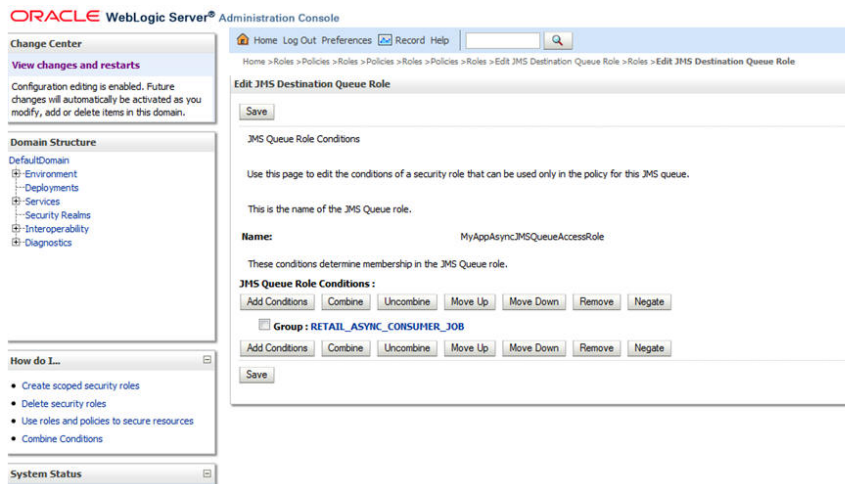 ORACLE WebLogic Server® Administration Console
Change Center
View changes and restarts
Configuration editing is enabled. Future
changes will automatically be activated as you
modify, add or delete items in this domain.
Domain Structure
DefaultDomain
Environment
Deployments
Services
Security Realms
Interoperability
Diagnostics
How do I...
Create scoped security roles
Delete security roles
Use roles and policies to secure resources
Combine Conditions
System Status
Home Log Out Preferences Record Help
Home >Roles >Policies >Roles >Policies >Roles >Policies >Roles >Edit JMS Destination Queue Role >Roles >Edit JMS Destination Queue Role
Edit JMS Destination Queue Role
Save
JMS Queue Role Conditions
Use this page to edit the conditions of a security role that can be used only in the policy for this JMS queue.
This is the name of the JMS Queue role.
Name: MyAppAsyncJMSQueueAccessRole
These conditions determine membership in the JMS Queue role.
JMS Queue Role Conditions :
Add Conditions Combine Uncombine Move Up Move Down Remove Negate
Group : RETAIL_ASYNC_CONSUMER_JOB
Add Conditions Combine Uncombine Move Up Move Down Remove Negate
Save